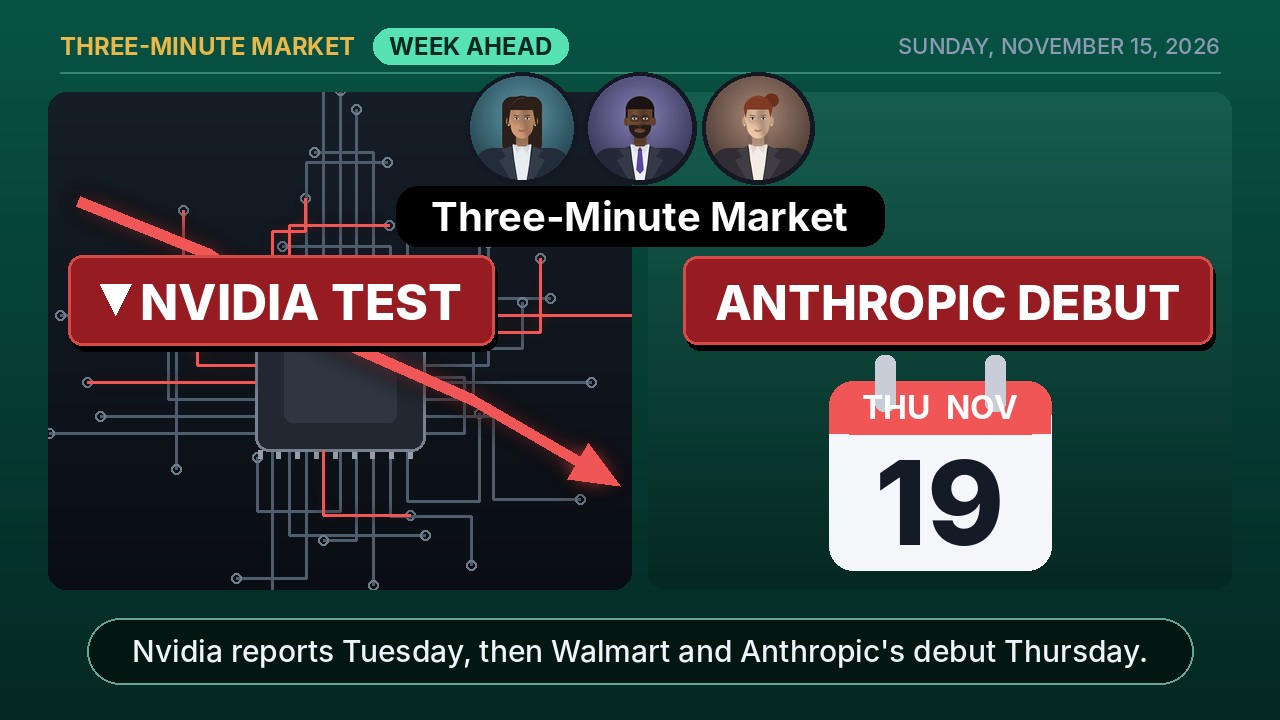 THREE-MINUTE MARKET WEEK AHEAD SUNDAY, NOVEMBER 15, 2026
Three-Minute Market
▼NVIDIA TEST
ANTHROPIC DEBUT
THU NOV
19
Nvidia reports Tuesday, then Walmart and Anthropic's debut Thursday.